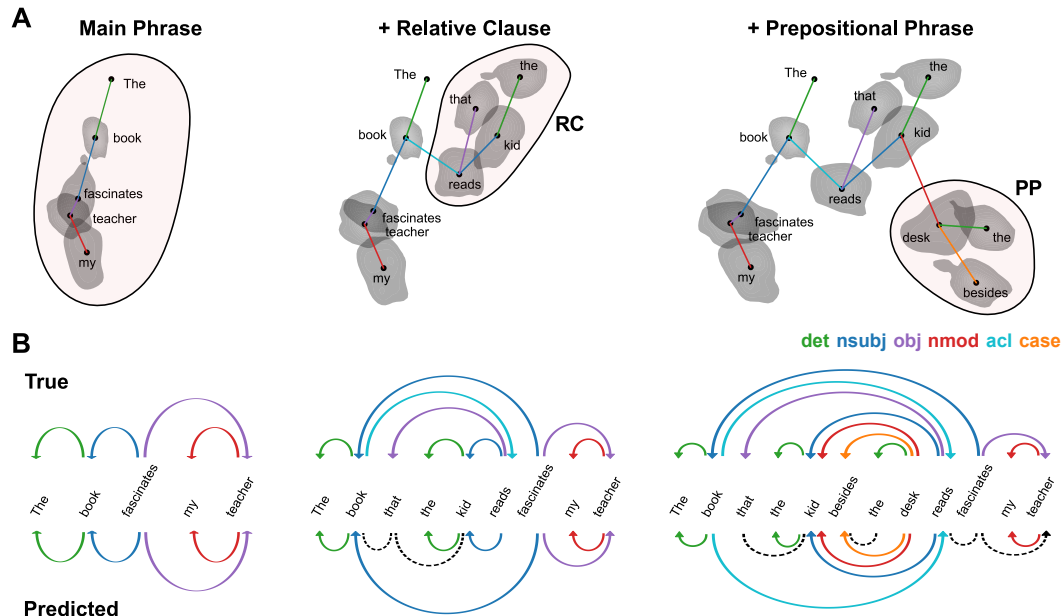 A
Main Phrase
The
book
fascinates
teacher
my
+ Relative Clause
The
the
that
book
kid
RC
reads
fascinates
teacher
my
+ Prepositional Phrase
The
the
that
book
kid
reads
PP
fascinates
teacher
desk
the
my
besides
B
det nsubj obj nmod acl case
True
The book fascinates my teacher
The book that the kid reads fascinates my teacher
The book that the kid besides the desk reads fascinates my teacher
Predicted